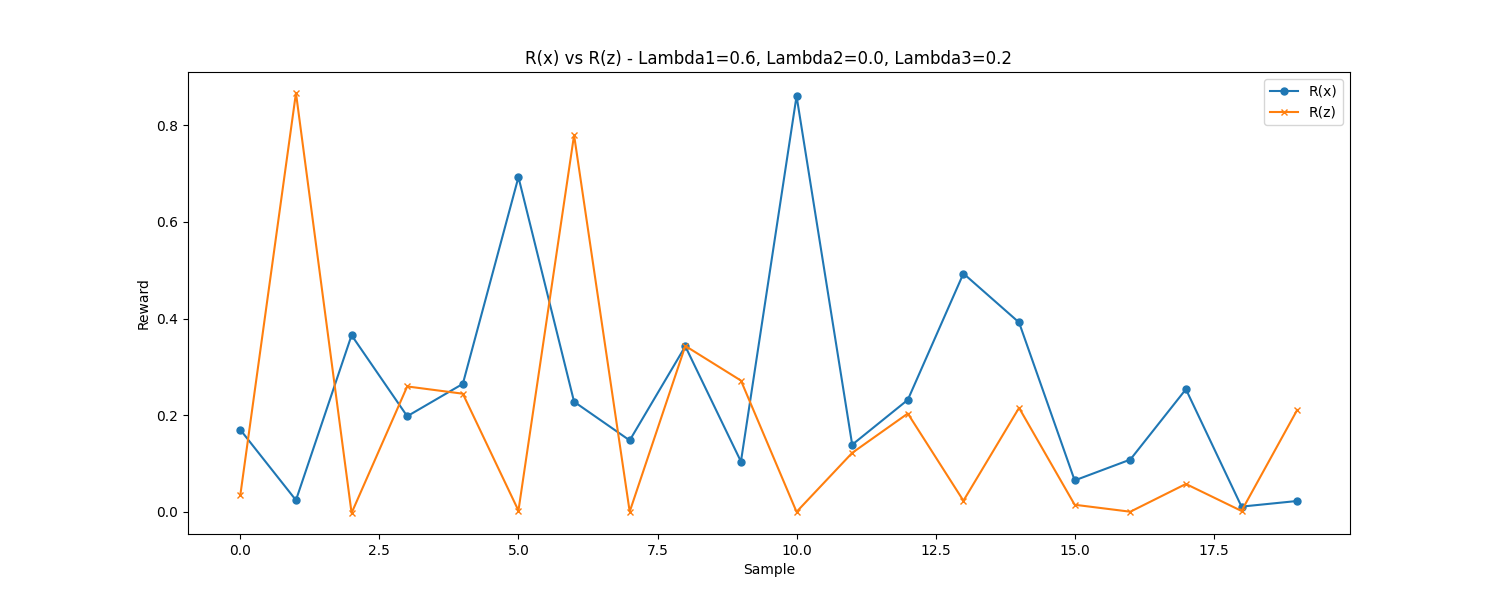 R(x) vs R(z) - Lambda1=0.6, Lambda2=0.0, Lambda3=0.2
R(x)
R(z)
Reward
0.8
0.6
0.4
0.2
0.0
0.0 2.5 5.0 7.5 10.0 12.5 15.0 17.5
Sample